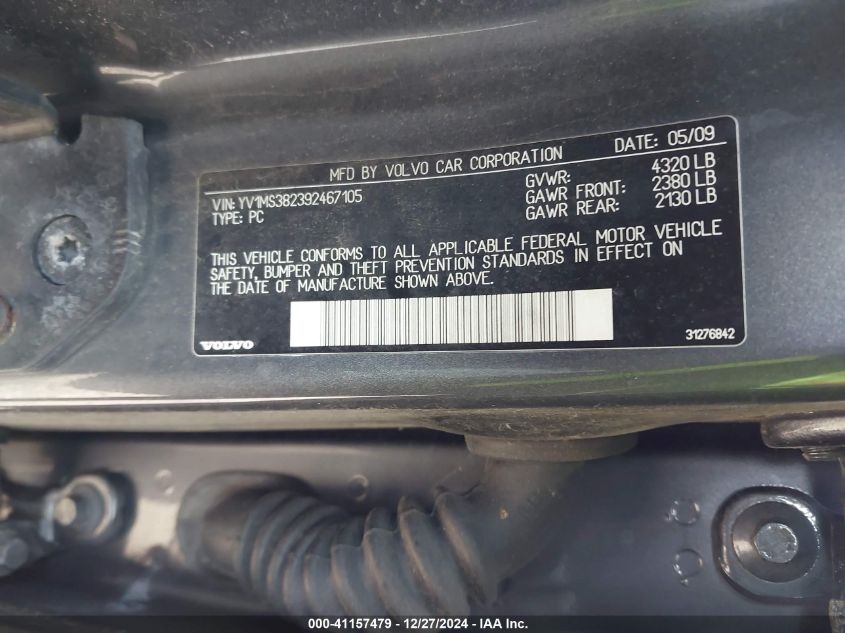 MFD BY VOLVO CAR CORPORATION DATE: 05/09
VIN: YV1MS382392467105
TYPE: PC
GVWR: 4320 LB
GAWR FRONT: 2380 LB
GAWR REAR: 2130 LB
THIS VEHICLE CONFORMS TO ALL APPLICABLE FEDERAL MOTOR VEHICLE
SAFETY, BUMPER AND THEFT PREVENTION STANDARDS IN EFFECT ON
THE DATE OF MANUFACTURE SHOWN ABOVE.
VOLVO
31276842
000-41157479 - 12/27/2024 - IAA Inc.